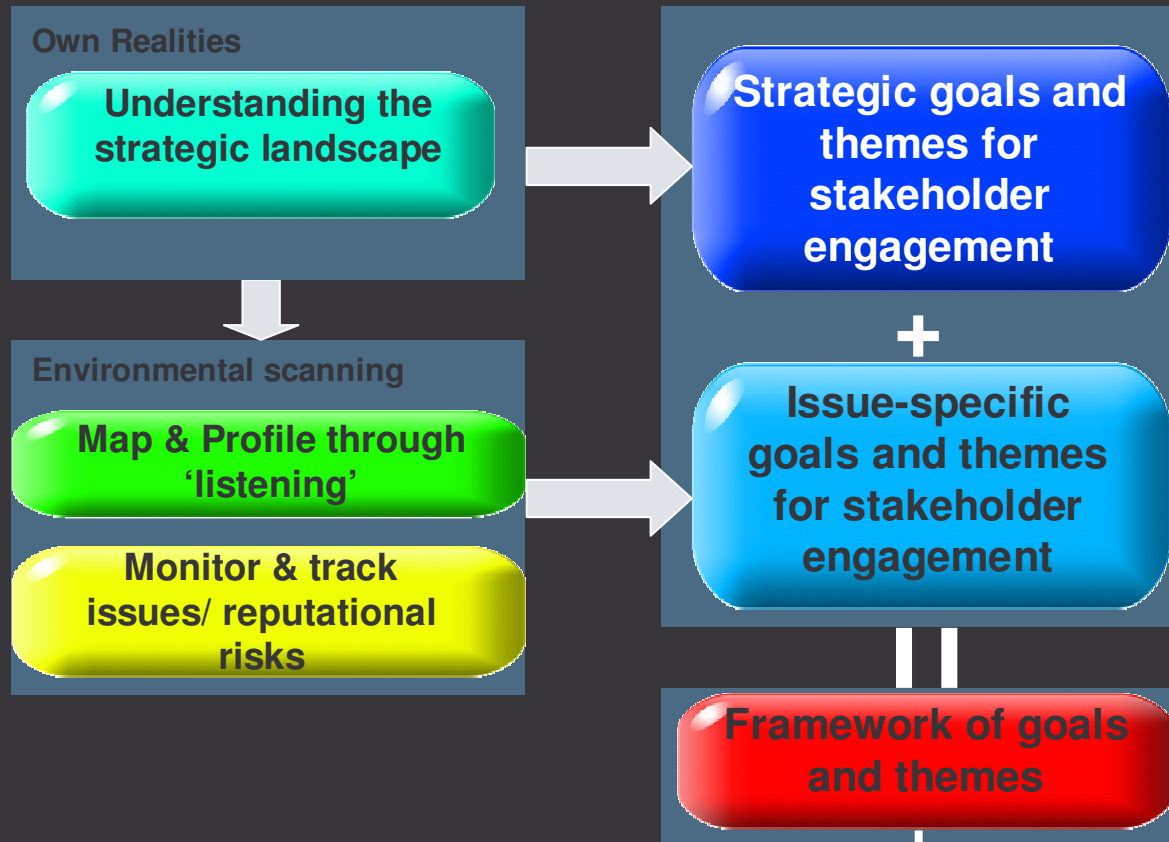 Own Realities
Understanding the
strategic landscape
Strategic goals and
themes for
stakeholder
engagement
+
Environmental scanning
Map & Profile through
‘listening’
Issue-specific
goals and themes
for stakeholder
engagement
Monitor & track
issues/ reputational
risks
Framework of goals
and themes